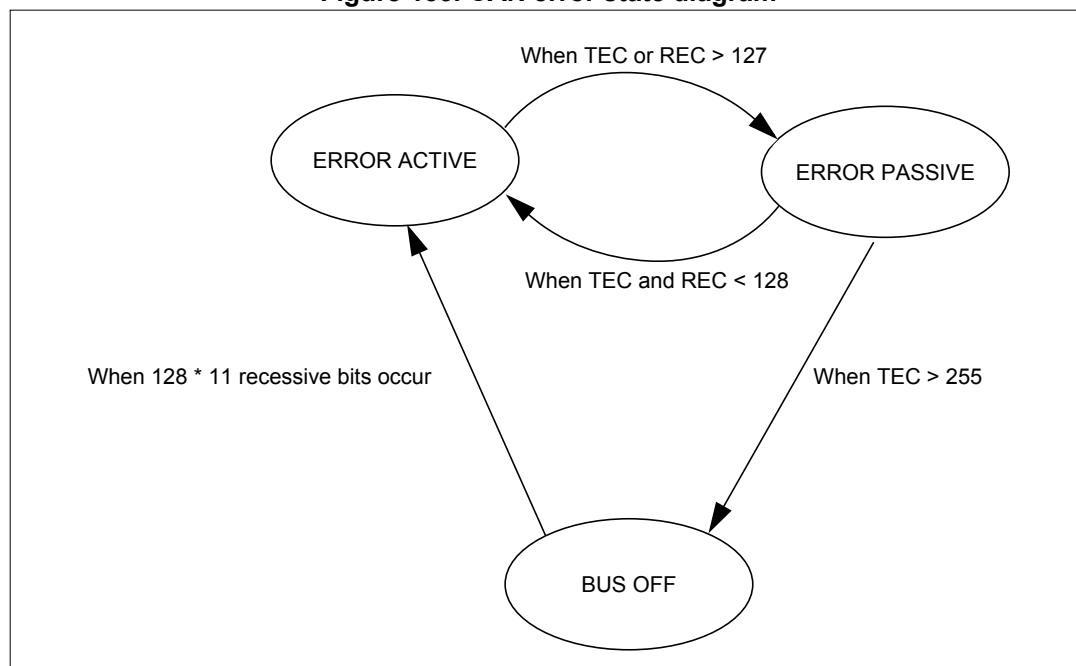 When TEC or REC > 127
ERROR ACTIVE
ERROR PASSIVE
When TEC and REC < 128
When 128 * 11 recessive bits occur
When TEC > 255
BUS OFF